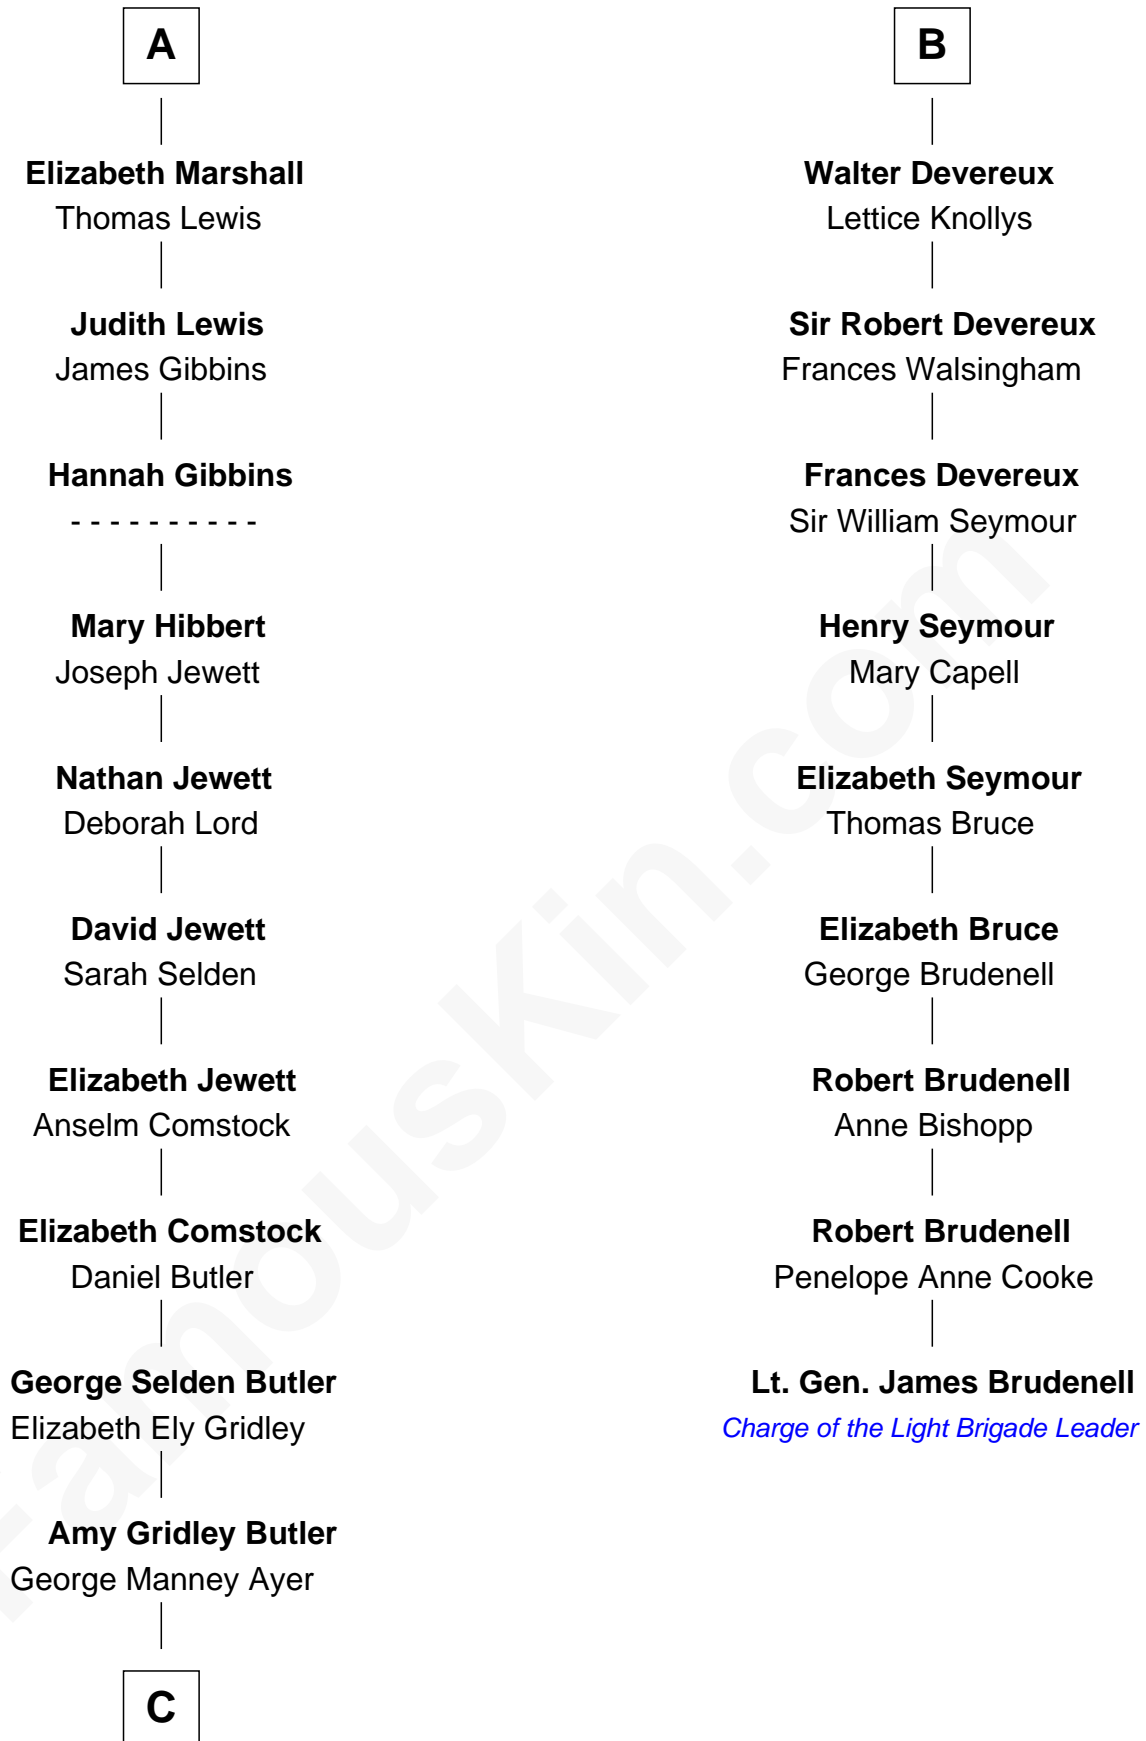 A
Elizabeth Marshall
Thomas Lewis
Judith Lewis
James Gibbins
Hannah Gibbins
- - - - - - - - - -
Mary Hibbert
Joseph Jewett
Nathan Jewett
Deborah Lord
David Jewett
Sarah Selden
Elizabeth Jewett
Anselm Comstock
Elizabeth Comstock
Daniel Butler
George Selden Butler
Elizabeth Ely Gridley
Amy Gridley Butler
George Manney Ayer
C
B
Walter Devereux
Lettice Knollys
Sir Robert Devereux
Frances Walsingham
Frances Devereux
Sir William Seymour
Henry Seymour
Mary Capell
Elizabeth Seymour
Thomas Bruce
Elizabeth Bruce
George Brudenell
Robert Brudenell
Anne Bishopp
Robert Brudenell
Penelope Anne Cooke
Lt. Gen. James Brudenell
Charge of the Light Brigade Leader
FamousKin.com